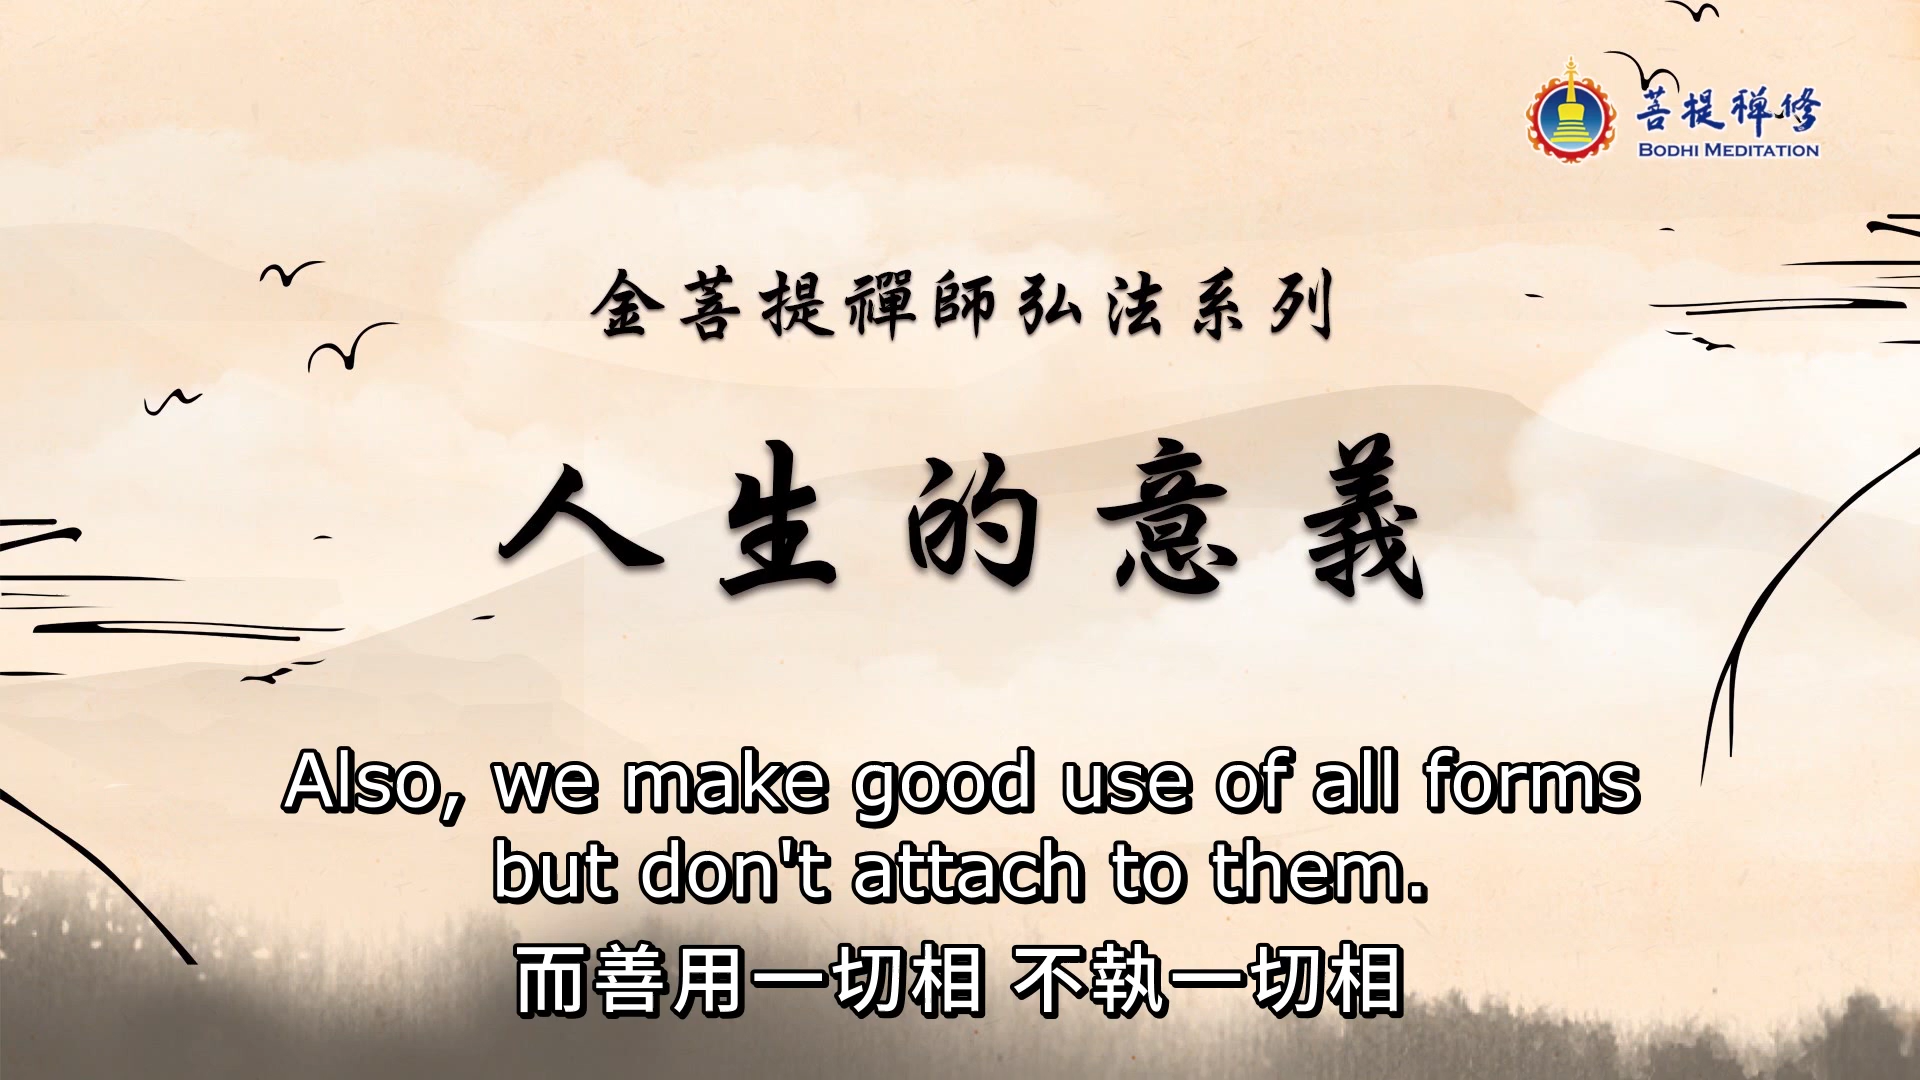 菩提禅修
BODHI MEDITATION
金菩提禪師弘法系列
人生的意義
Also, we make good use of all forms
but don't attach to them.
而善用一切相 不執一切相